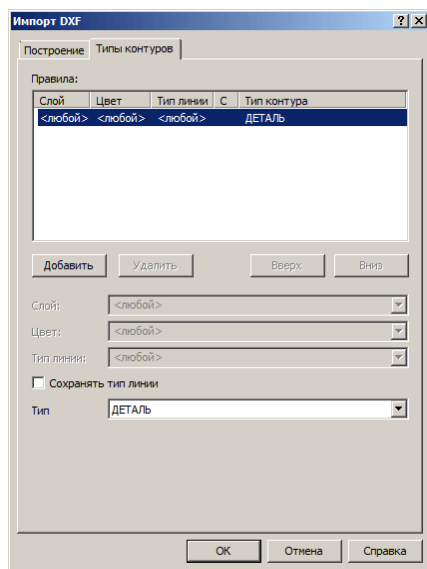 Импорт DXF
Построение Типы контуров
Правила:
Слой Цвет Тип линии С Тип контура
<любой> <любой> <любой> ДЕТАЛЬ
Добавить Удалить Вверх Вниз
Слой: <любой>
Цвет: <любой>
Тип линии: <любой>
Сохранять тип линии
Тип ДЕТАЛЬ
OK Отмена Справка